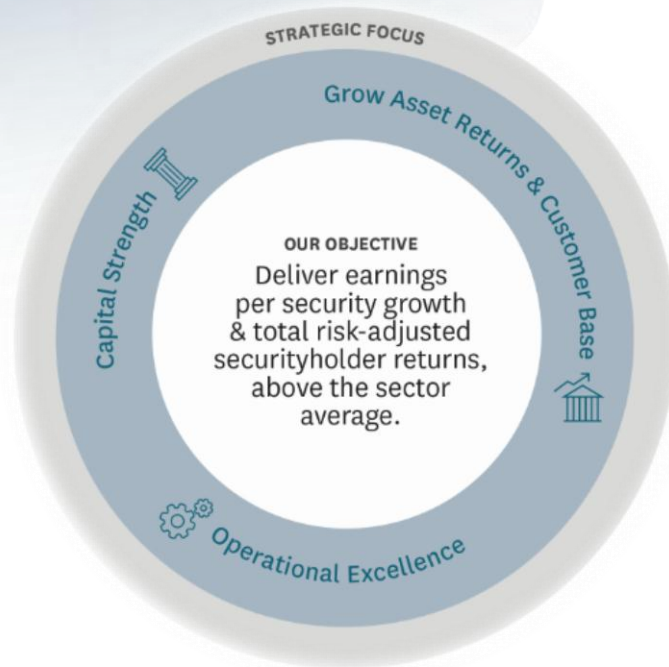 STRATEGIC FOCUS
Grow Asset Returns & Customer Base
Capital Strength
OUR OBJECTIVE
Deliver earnings
per security growth
& total risk-adjusted
securityholder returns,
above the sector
average.
Operational Excellence